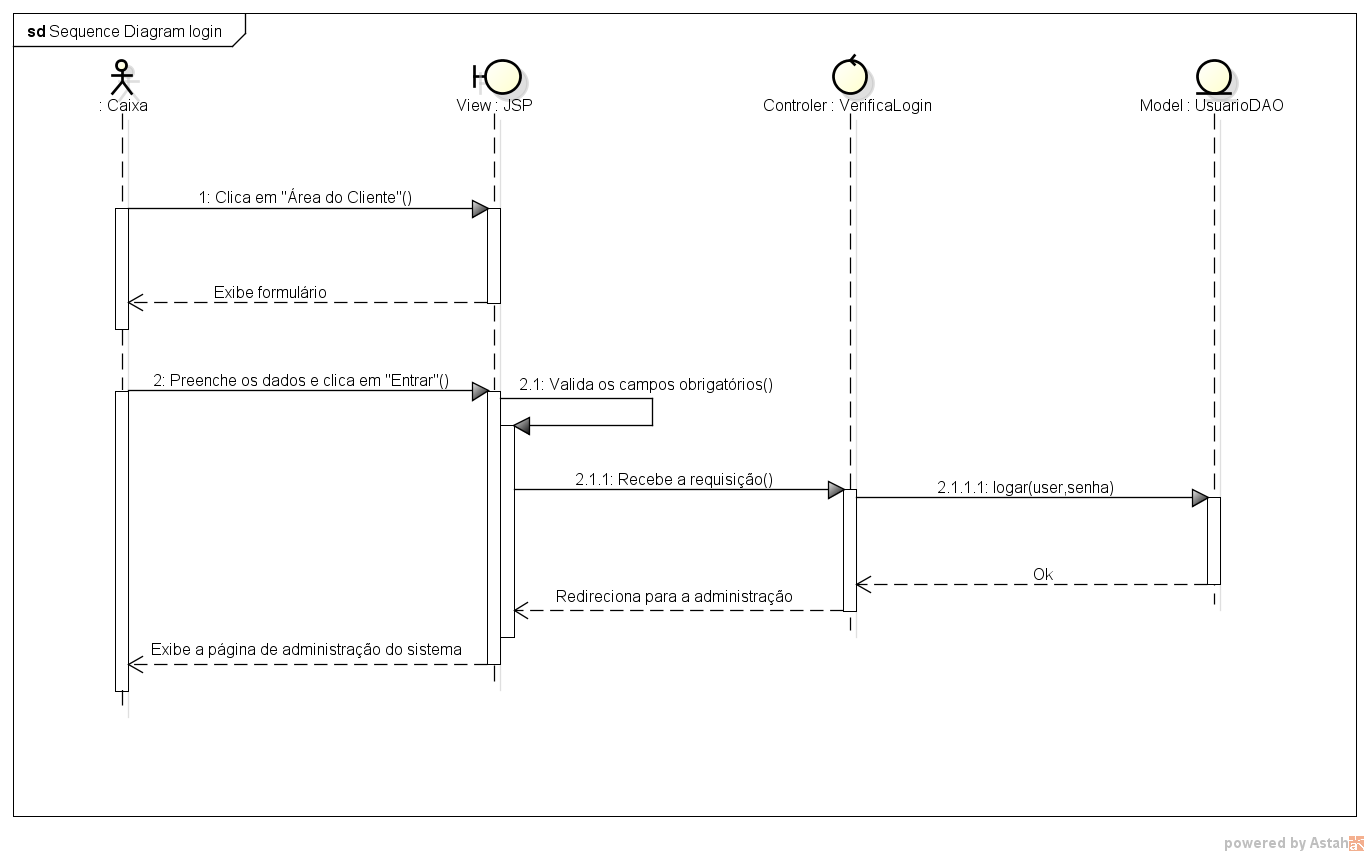 sd Sequence Diagram login
: Caixa
View : JSP
Controler : VerificaLogin
Model : UsuarioDAO
1: Clica em "Área do Cliente"()
Exibe formulário
2: Preenche os dados e clica em "Entrar"()
2.1: Valida os campos obrigatórios()
2.1.1: Recebe a requisição()
2.1.1.1: logar(user,senha)
Ok
Redireciona para a administração
Exibe a página de administração do sistema
powered by Astah